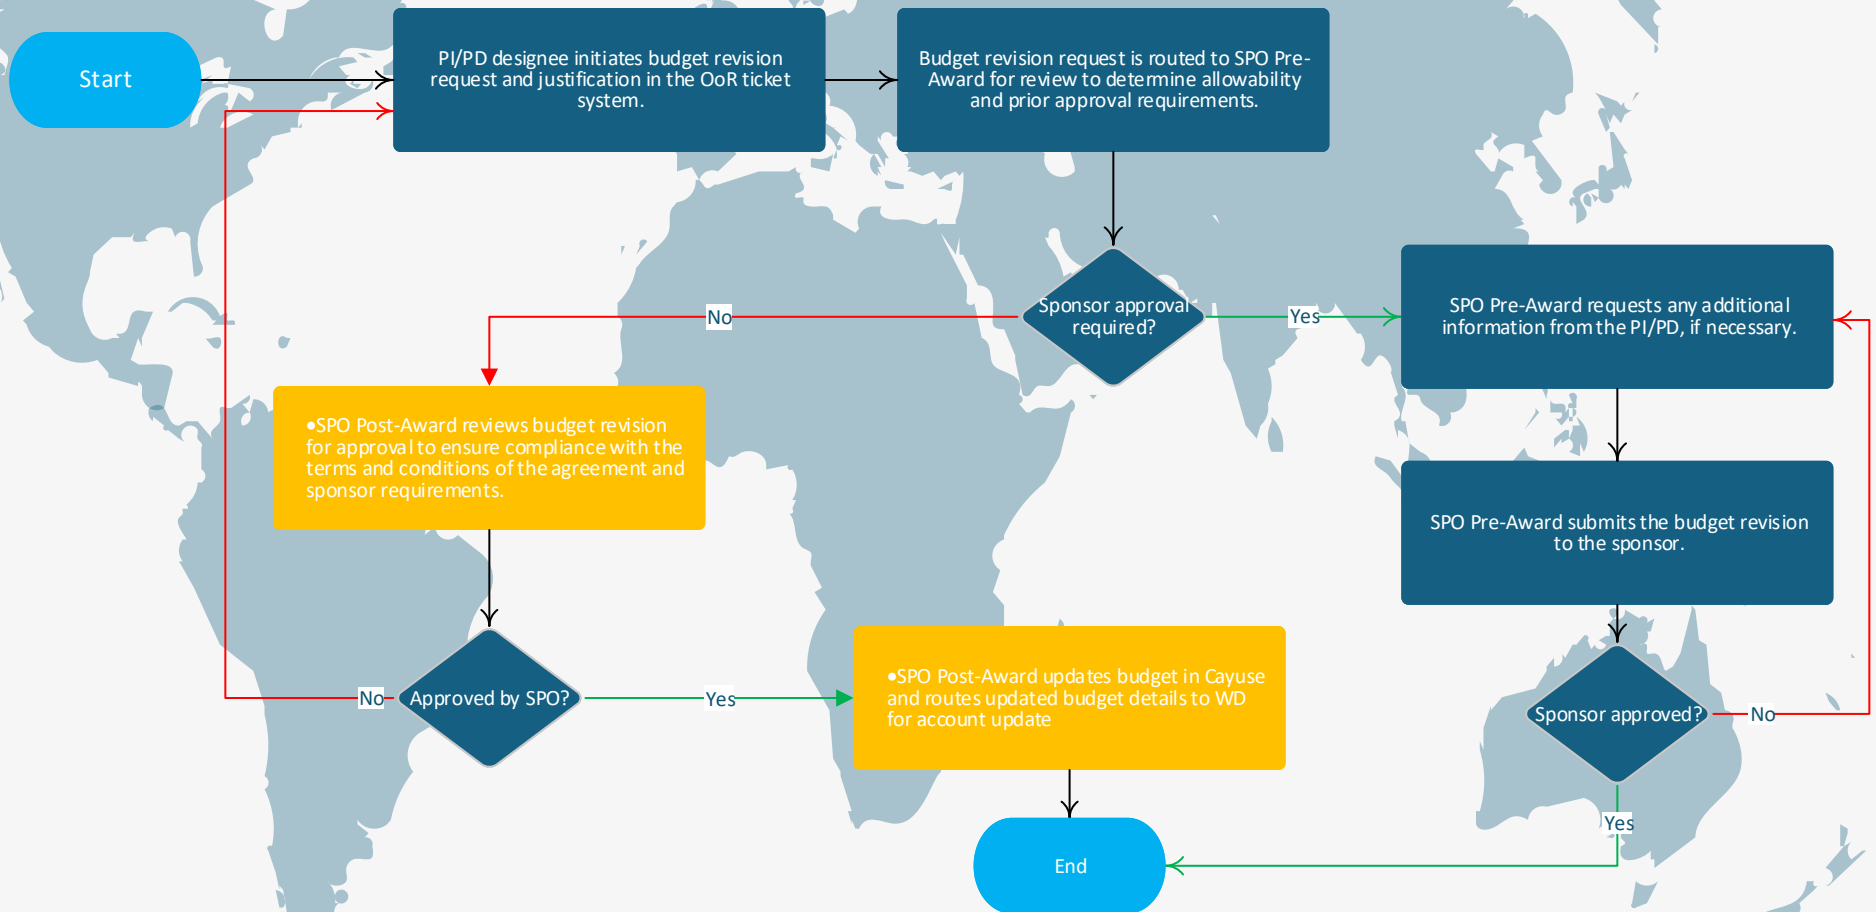 Start
PI/PD designee initiates budget revision
request and justification in the OoR ticket
system.
Budget revision request is routed to SPO Pre-
Award for review to determine allowability
and prior approval requirements.
Sponsor approval
required?
No
Yes
SPO Pre-Award requests any additional
information from the PI/PD, if necessary.
•SPO Post-Award reviews budget revision
for approval to ensure compliance with the
terms and conditions of the agreement and
sponsor requirements.
SPO Pre-Award submits the budget revision
to the sponsor.
No
Approved by SPO?
Yes
•SPO Post-Award updates budget in Cayuse
and routes updated budget details to WD
for account update
Sponsor approved?
No
Yes
End